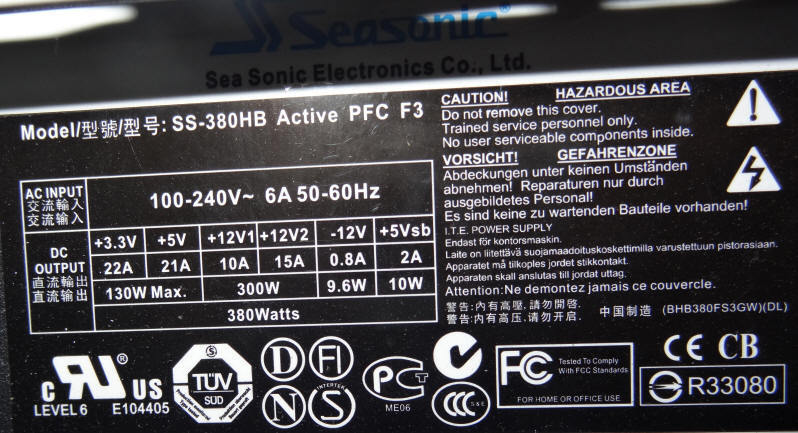 Seasonic®
Sea Sonic Electronics Co., Ltd.
Model/型號/型号: SS-380HB Active PFC F3
AC INPUT
交流輸入
交流输入
100-240V~ 6A 50-60Hz
DC
OUTPUT
直流輸出
直流输出
+3.3V +5V +12V1 +12V2 -12V +5Vsb
22A 21A 10A 15A 0.8A 2A
130W Max. 300W 9.6W 10W
380Watts
CAUTION! HAZARDOUS AREA
Do not remove this cover.
Trained service personnel only.
No user serviceable components inside.
VORSICHT! GEFAHRENZONE
Abdeckungen unter keinen Umständen
abnehmen! Reparaturen nur durch
ausgebildetes Personal!
Es sind keine zu wartenden Bauteile vorhanden!
I.T.E. POWER SUPPLY
Endast för kontorsmaskin.
Laite on liitettävä suojamaadoituskoskettimilla varustettuun pistorasiaan.
Apparatet må tilkoples jordet stikkontakt.
Apparaten skall anslutas till jordat uttag.
Attention:Ne demontez jamais ce couvercle.
警告:內有高壓,請勿開啓.
警告:内有高压,请勿开启.
中国制造 (BHB380FS3GW)(DL)
c RU ® US
LEVEL 6 E104405
S
TÜV
SUD
D
FI
N
S
INTERTEK
PC
ME06
CCC S&E
FC
Tested To Comply
With FCC Standards
FOR HOME OR OFFICE USE
CE CB
R33080